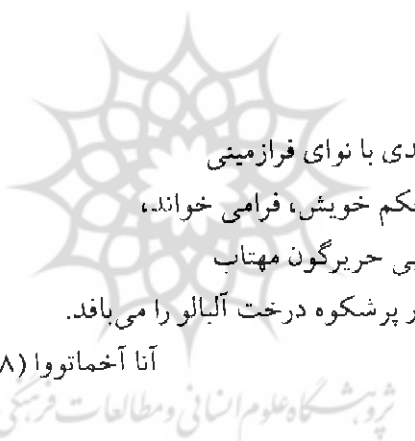 دی با نوای فرازمینی
حکم خویش، فرامی خواند،
ی حریرگون مهتاب
ر پرشکوه درخت آلبالو را می‌بافد.
آنا آخماتووا (۸
پژوهشگاه علوم انسانی و مطالعات فرهنگی